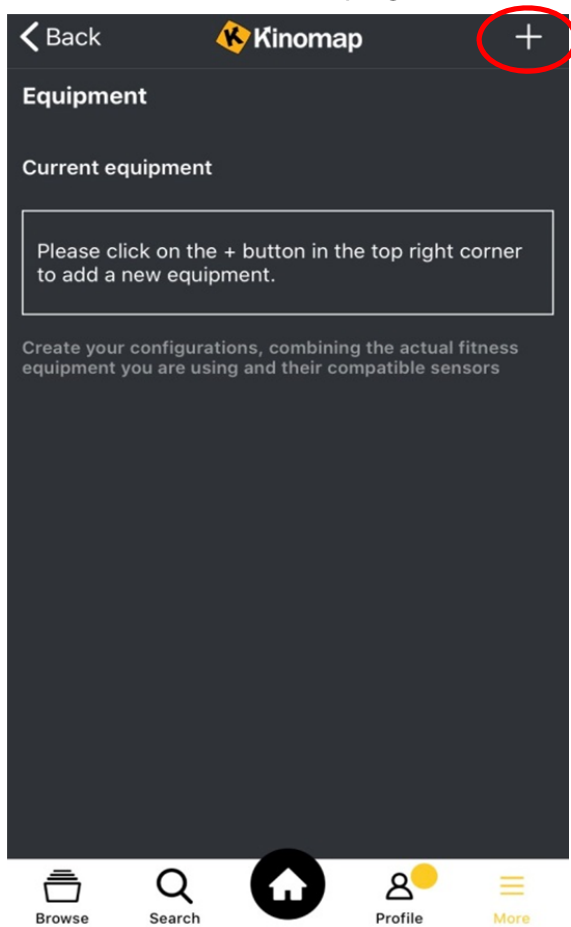 Back
Kinomap
+
Equipment
Current equipment
Please click on the + button in the top right corner
to add a new equipment.
Create your configurations, combining the actual fitness
equipment you are using and their compatible sensors
Browse
Search
Profile
More